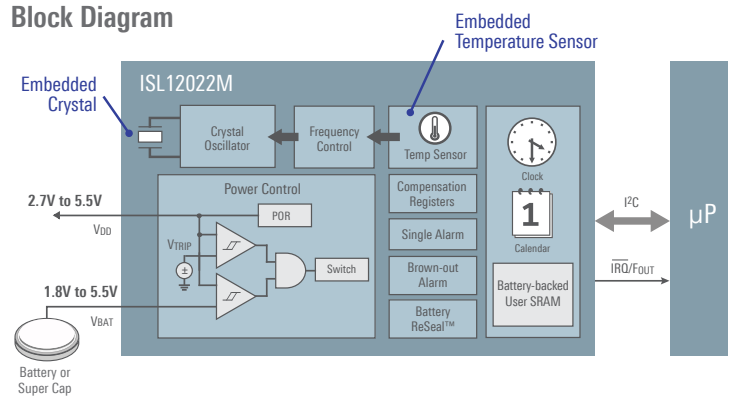 Block Diagram
Embedded
Temperature Sensor
Embedded
Crystal
ISL12022M
Crystal
Oscillator
Frequency
Control
Temp Sensor
Clock
1
Calendar
Battery-backed
User SRAM
Compensation
Registers
Single Alarm
Brown-out
Alarm
Battery
ReSeal™
Power Control
POR
VTRIP
±
Switch
2.7V to 5.5V
VDD
1.8V to 5.5V
VBAT
Battery or
Super Cap
I²C
IRQ/FOUT
µP